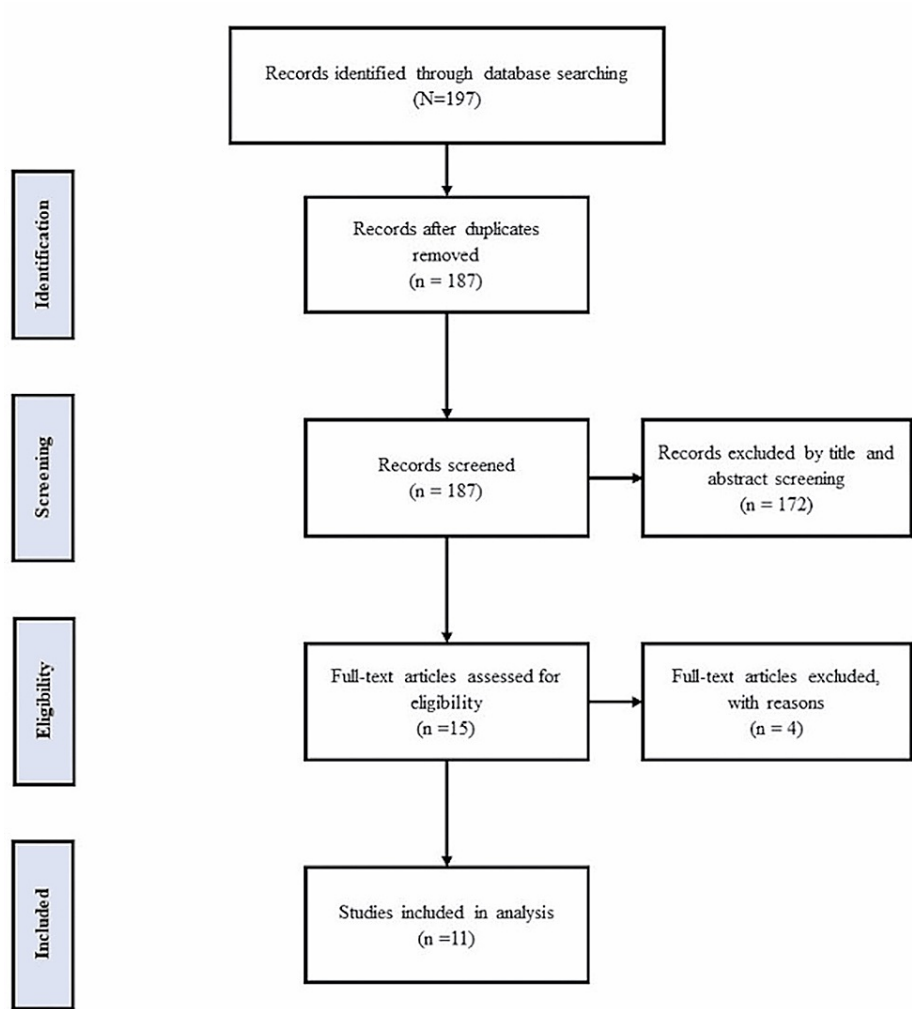 Records identified through database searching
(N=197)
Identification
Records after duplicates
removed
(n = 187)
Screening
Records screened
(n = 187)
Records excluded by title and
abstract screening
(n = 172)
Eligibility
Full-text articles assessed for
eligibility
(n =15)
Full-text articles excluded,
with reasons
(n = 4)
Included
Studies included in analysis
(n =11)